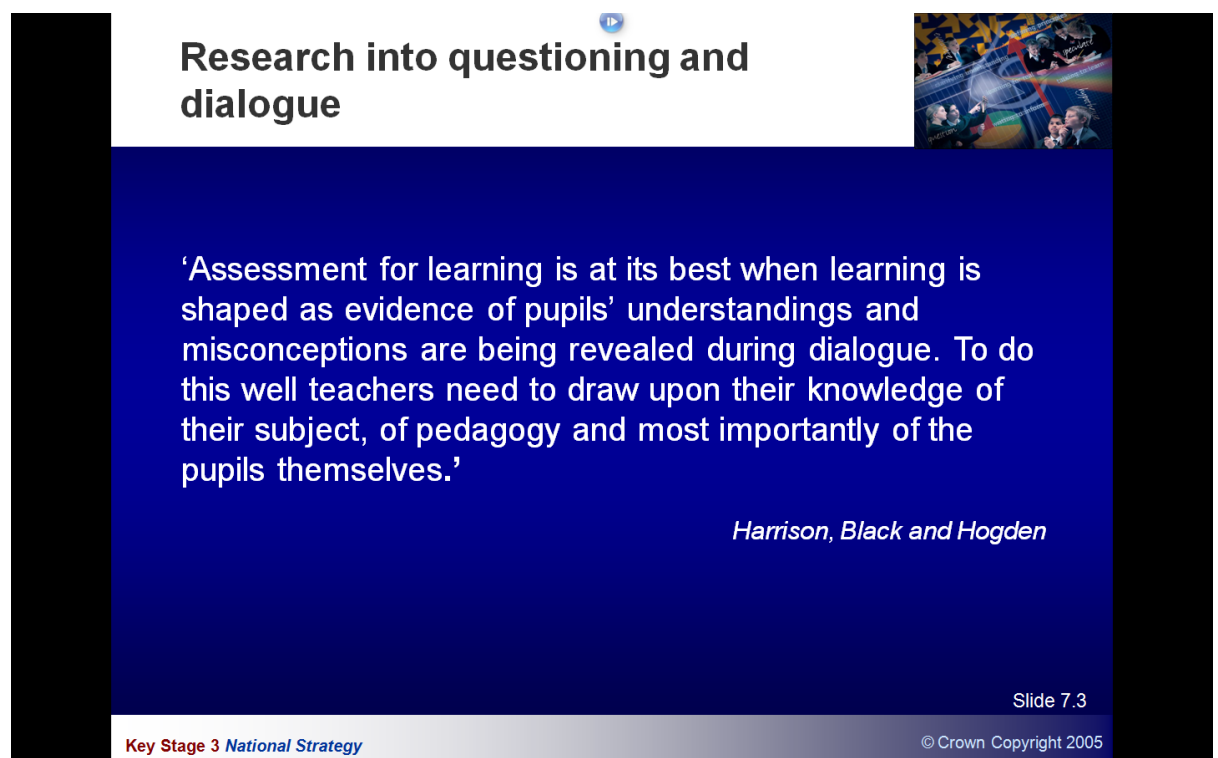 Research into questioning and
dialogue
speculate
question
‘Assessment for learning is at its best when learning is
shaped as evidence of pupils’ understandings and
misconceptions are being revealed during dialogue. To do
this well teachers need to draw upon their knowledge of
their subject, of pedagogy and most importantly of the
pupils themselves.’
Harrison, Black and Hogden
Slide 7.3
Key Stage 3 National Strategy
© Crown Copyright 2005